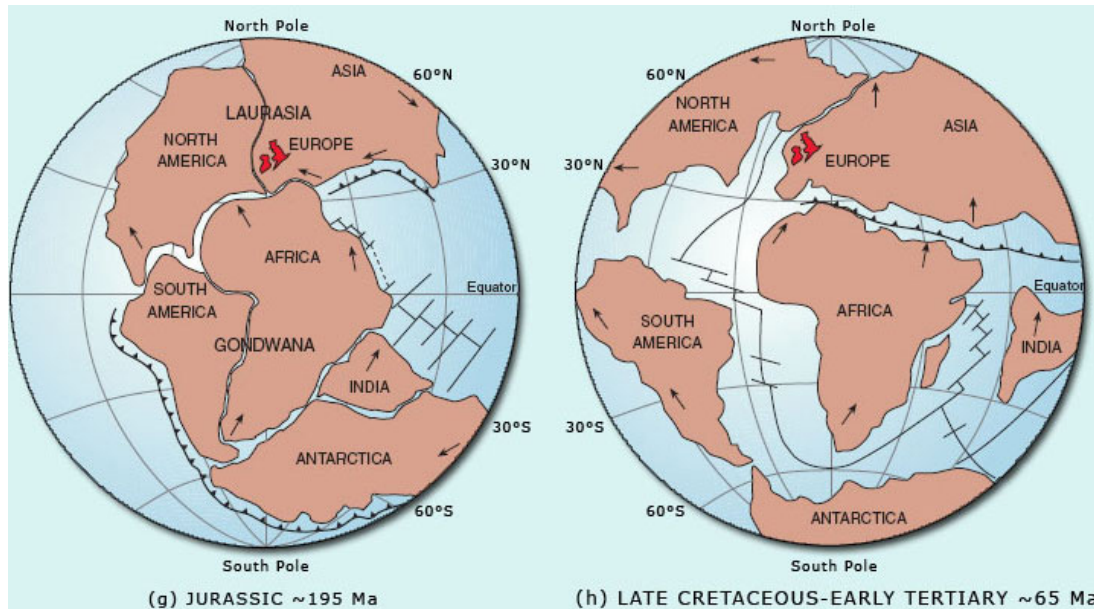 North Pole
ASIA
60°N
LAURASIA
NORTH
AMERICA
EUROPE
30°N
AFRICA
SOUTH
AMERICA
Equator
GONDWANA
INDIA
30°S
ANTARCTICA
60°S
South Pole
(g) JURASSIC ~195 Ma
North Pole
60°N
NORTH
AMERICA
ASIA
EUROPE
30°N
Equator
AFRICA
SOUTH
AMERICA
INDIA
30°S
60°S
ANTARCTICA
South Pole
(h) LATE CRETACEOUS-EARLY TERTIARY ~65 Ma